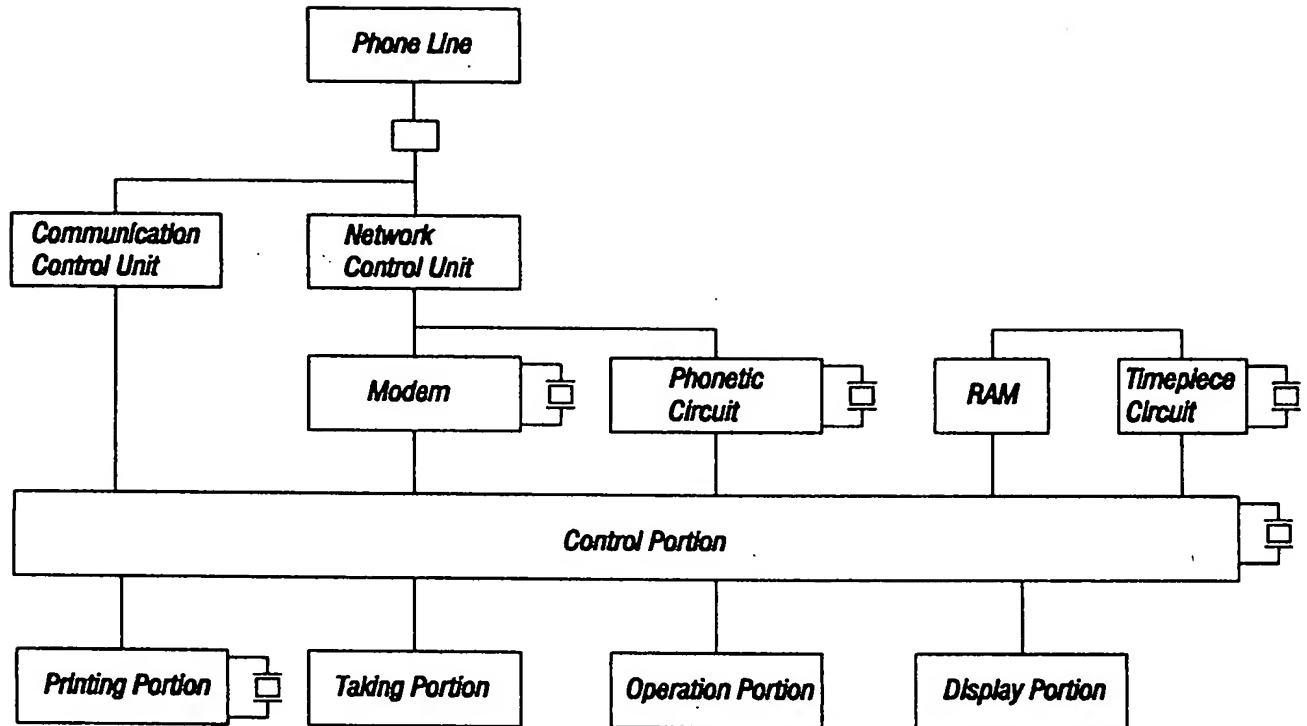 Phone Line
Communication
Control Unit
Network
Control Unit
Modem
Phonetic
Circuit
RAM
Timepiece
Circuit
Control Portion
Printing Portion
Taking Portion
Operation Portion
Display Portion